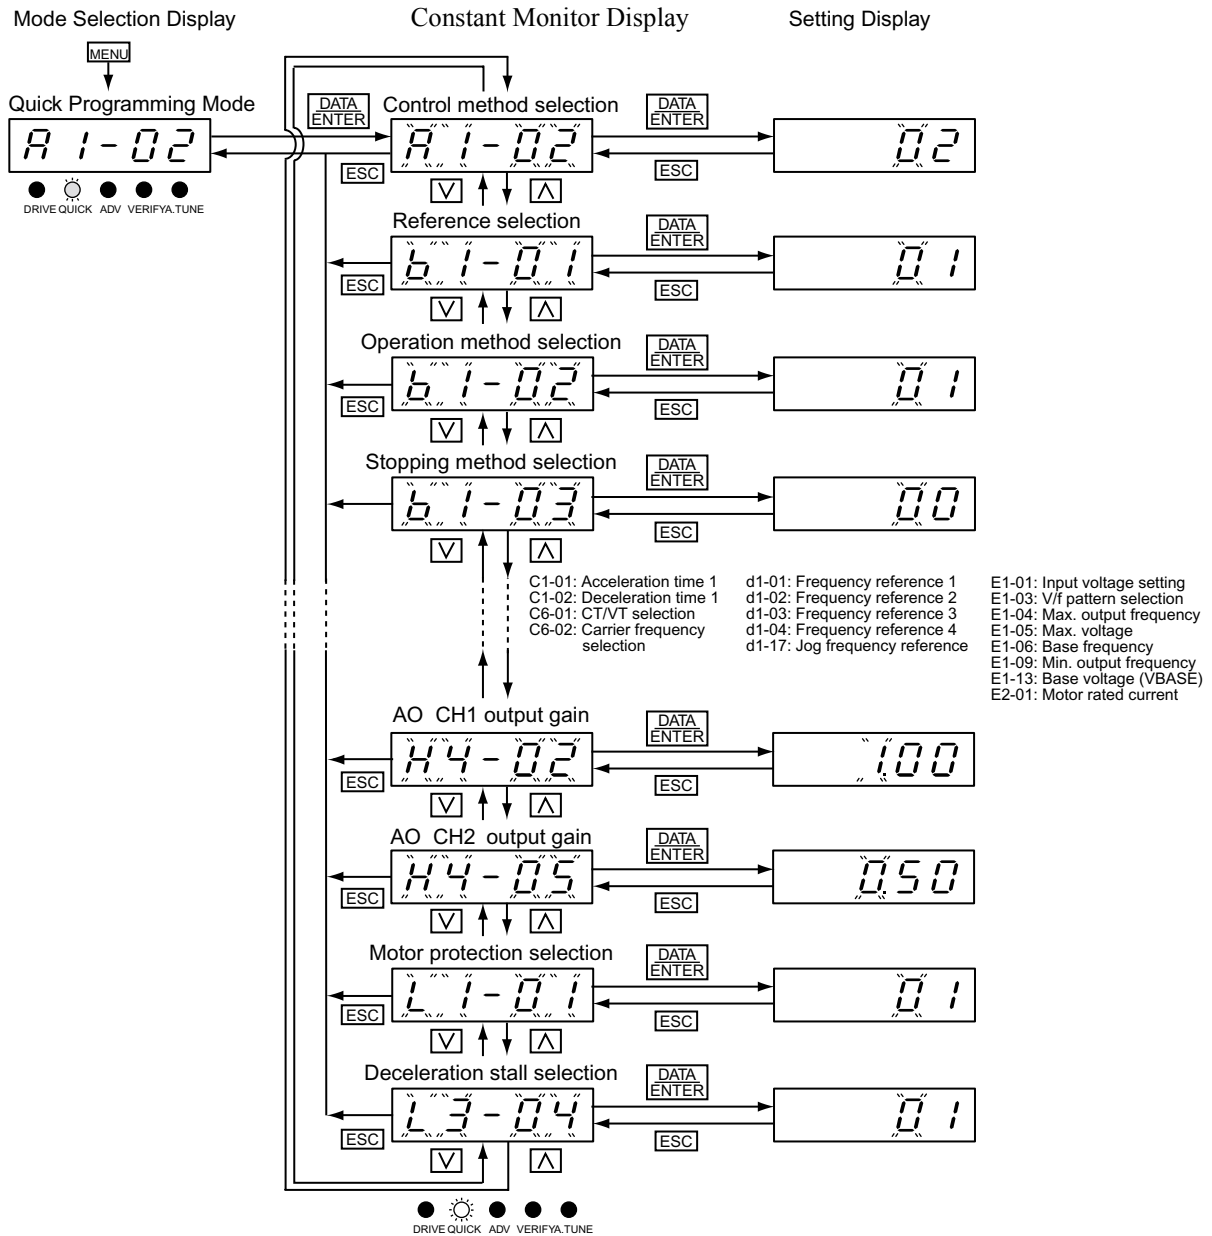 Mode Selection Display
Constant Monitor Display
Setting Display
MENU
Quick Programming Mode
A1-02
DRIVE QUICK ADV VERIFY A.TUNE
DATA
ENTER
ESC
Control method selection
A1-02
DATA
ENTER
ESC
02
Reference selection
b1-01
ESC
DATA
ENTER
ESC
01
Operation method selection
b1-02
ESC
DATA
ENTER
ESC
01
Stopping method selection
b1-03
DATA
ENTER
ESC
00
C1-01: Acceleration time 1
C1-02: Deceleration time 1
C6-01: CT/VT selection
C6-02: Carrier frequency
selection
d1-01: Frequency reference 1
d1-02: Frequency reference 2
d1-03: Frequency reference 3
d1-04: Frequency reference 4
d1-17: Jog frequency reference
E1-01: Input voltage setting
E1-03: V/f pattern selection
E1-04: Max. output frequency
E1-05: Max. voltage
E1-06: Base frequency
E1-09: Min. output frequency
E1-13: Base voltage (VBASE)
E2-01: Motor rated current
AO CH1 output gain
H4-02
ESC
DATA
ENTER
ESC
1.00
AO CH2 output gain
H4-05
ESC
DATA
ENTER
ESC
0.50
Motor protection selection
L1-01
ESC
DATA
ENTER
ESC
01
Deceleration stall selection
L3-04
ESC
DATA
ENTER
ESC
01
DRIVE QUICK ADV VERIFY A.TUNE